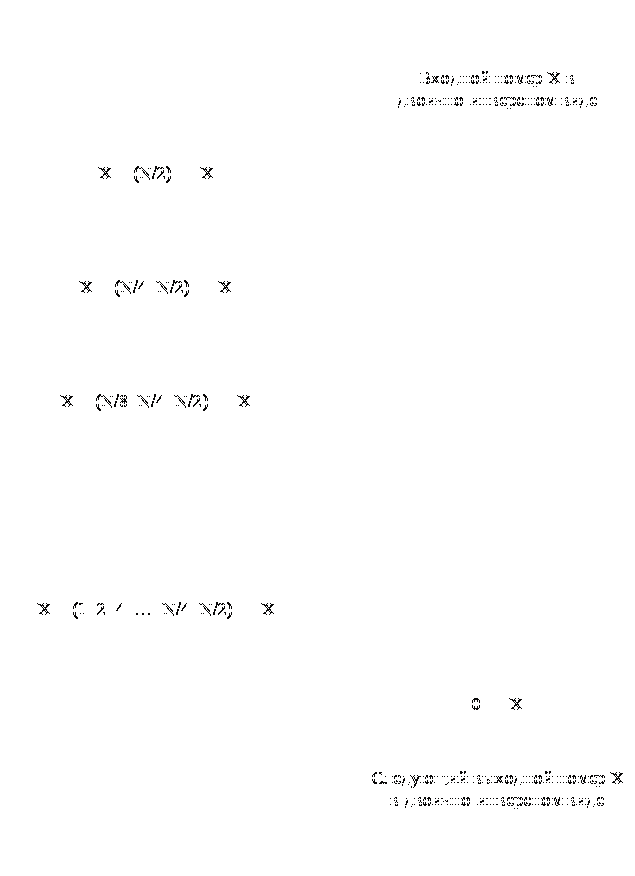 Входной номер X в
двоично инверсном виде
X (N/2) X
X (N/4 N/2) X
X (N/8 N/4 N/2) X
X (1 2 4 ... N/4 N/2) X
0 X
Следующий выходной номер X
в двоично инверсном виде